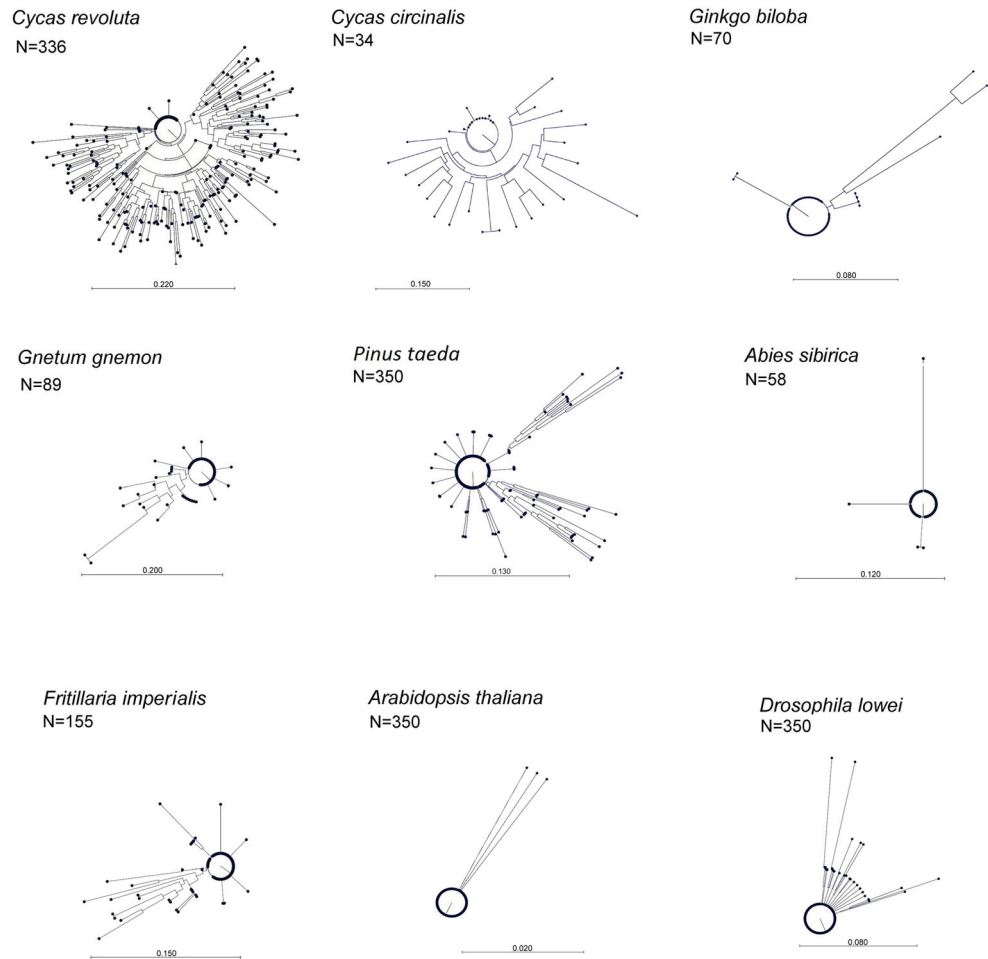 Cycas revoluta
N=336
0.220
Cycas circinalis
N=34
0.150
Ginkgo biloba
N=70
0.080
Gnetum gnemon
N=89
0.200
Pinus taeda
N=350
0.130
Abies sibirica
N=58
0.120
Fritillaria imperialis
N=155
0.150
Arabidopsis thaliana
N=350
0.020
Drosophila lowei
N=350
0.080